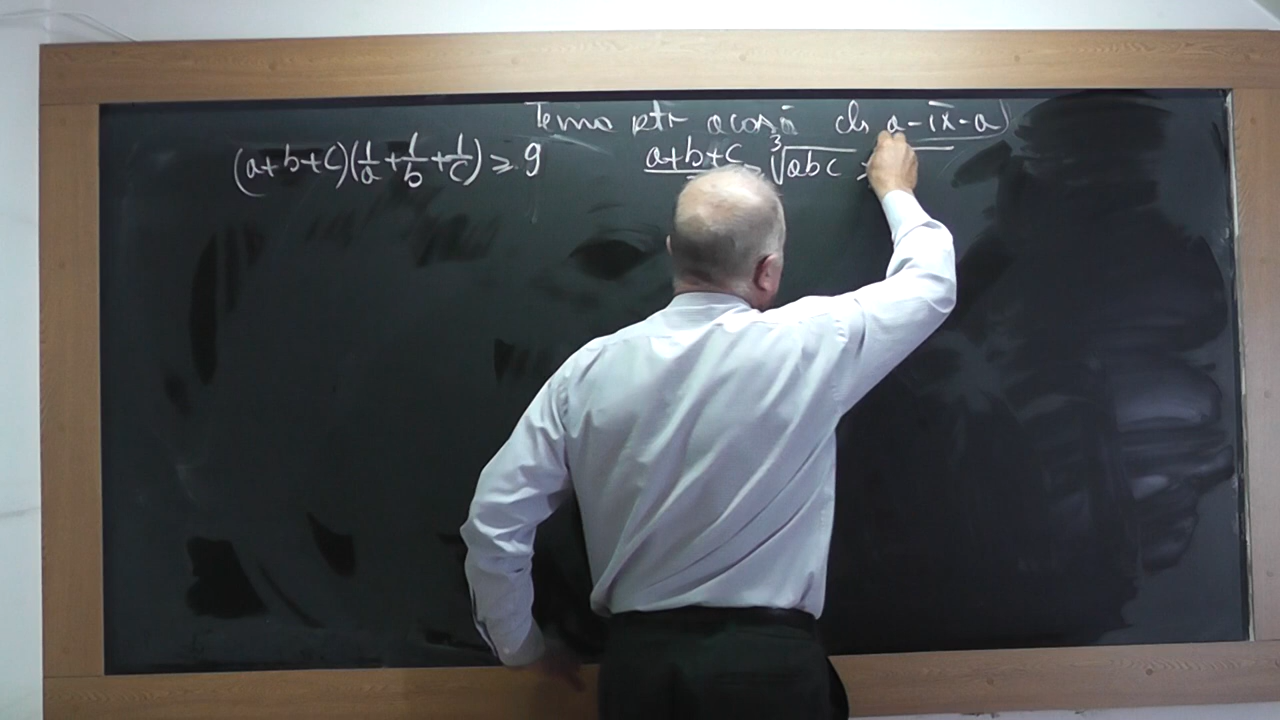 Tema ptr acasă cls a-IX-a)
(a+b+c)(1/a+1/b+1/c) ≥ 9 a+b+c ≥ ∛abc ≥